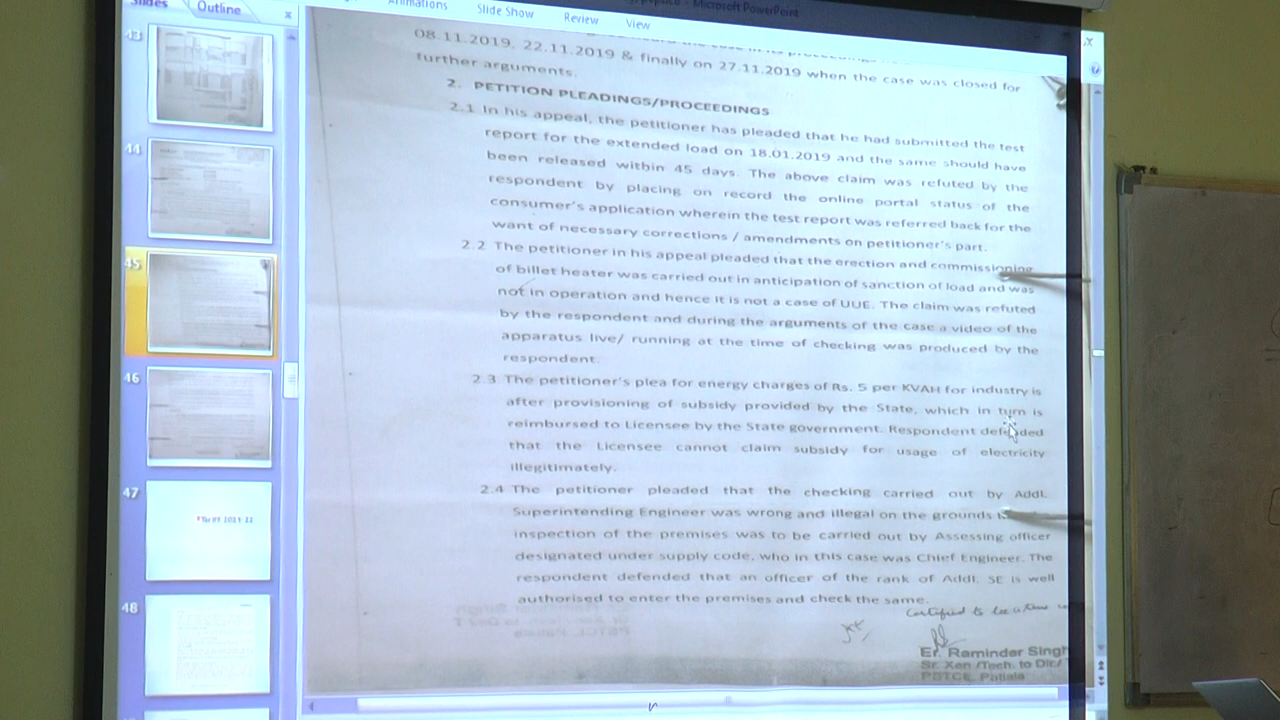 Microsoft PowerPoint
Animations Slide Show Review View
Slides Outline
43
44
45
46
47
48
08.11.2019, 22.11.2019 & finally on 27.11.2019 when the case was closed for
further arguments.
2. PETITION PLEADINGS/PROCEEDINGS
2.1 In his appeal, the petitioner has pleaded that he had submitted the test
report for the extended load on 18.01.2019 and the same should have
been released within 45 days. The above claim was refuted by the
respondent by placing on record the online portal status of the
consumer's application wherein the test report was referred back for the
want of necessary corrections / amendments on petitioner's part.
2.2 The petitioner in his appeal pleaded that the erection and commissioning
of billet heater was carried out in anticipation of sanction of load and was
not in operation and hence it is not a case of UUE. The claim was refuted
by the respondent and during the arguments of the case a video of the
apparatus live/ running at the time of checking was produced by the
respondent.
2.3 The petitioner's plea for energy charges of Rs. 5 per KVAH for industry is
after provisioning of subsidy provided by the State, which in turn is
reimbursed to Licensee by the State government. Respondent defended
that the Licensee cannot claim subsidy for usage of electricity
illegitimately.
2.4 The petitioner pleaded that the checking carried out by Addl.
Superintending Engineer was wrong and illegal on the grounds
inspection of the premises was to be carried out by Assessing officer
designated under supply code, who in this case was Chief Engineer. The
respondent defended that an officer of the rank of Addl. SE is well
authorised to enter the premises and check the same.
Certified to be a true
Er. Raminder Singh
Sr. Xen /Tech. to Dir./
Patiala